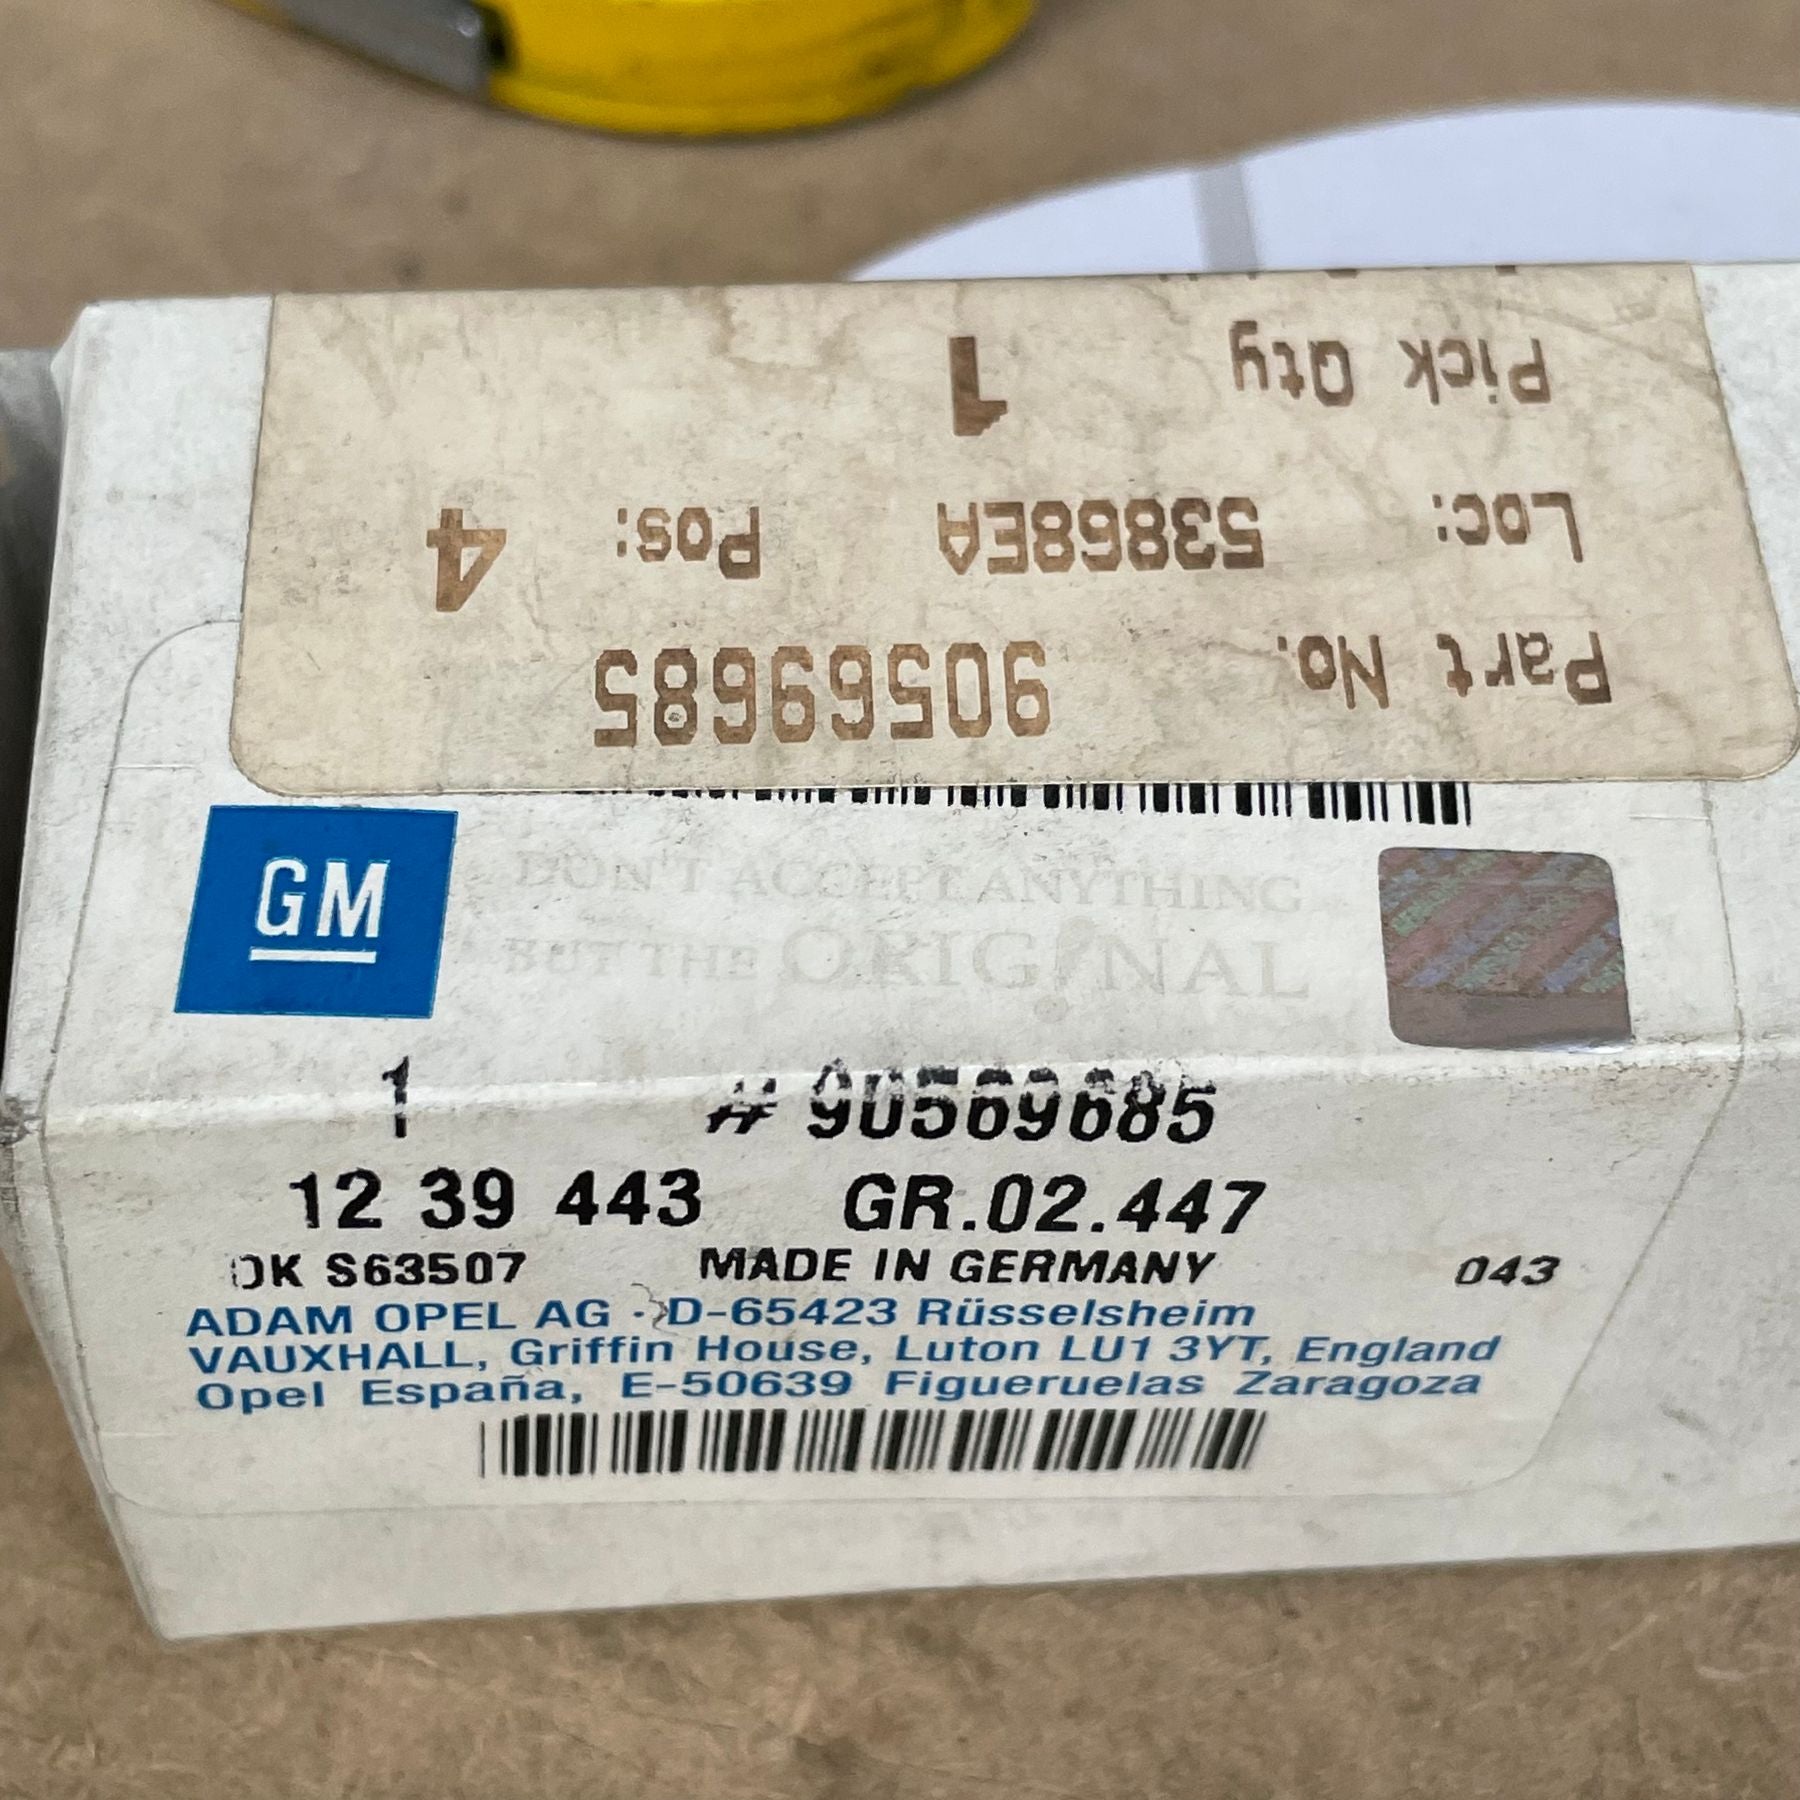 Pick Qty 1
Loc: 53868EA Pos: 4
Part No. 90569685
GM
DON'T ACCEPT ANYTHING
BUT THE ORIGINAL
1 # 90569685
12 39 443 GR.02.447
OK S63507 MADE IN GERMANY 043
ADAM OPEL AG · D-65423 Rüsselsheim
VAUXHALL, Griffin House, Luton LU1 3YT, England
Opel España, E-50639 Figueruelas Zaragoza